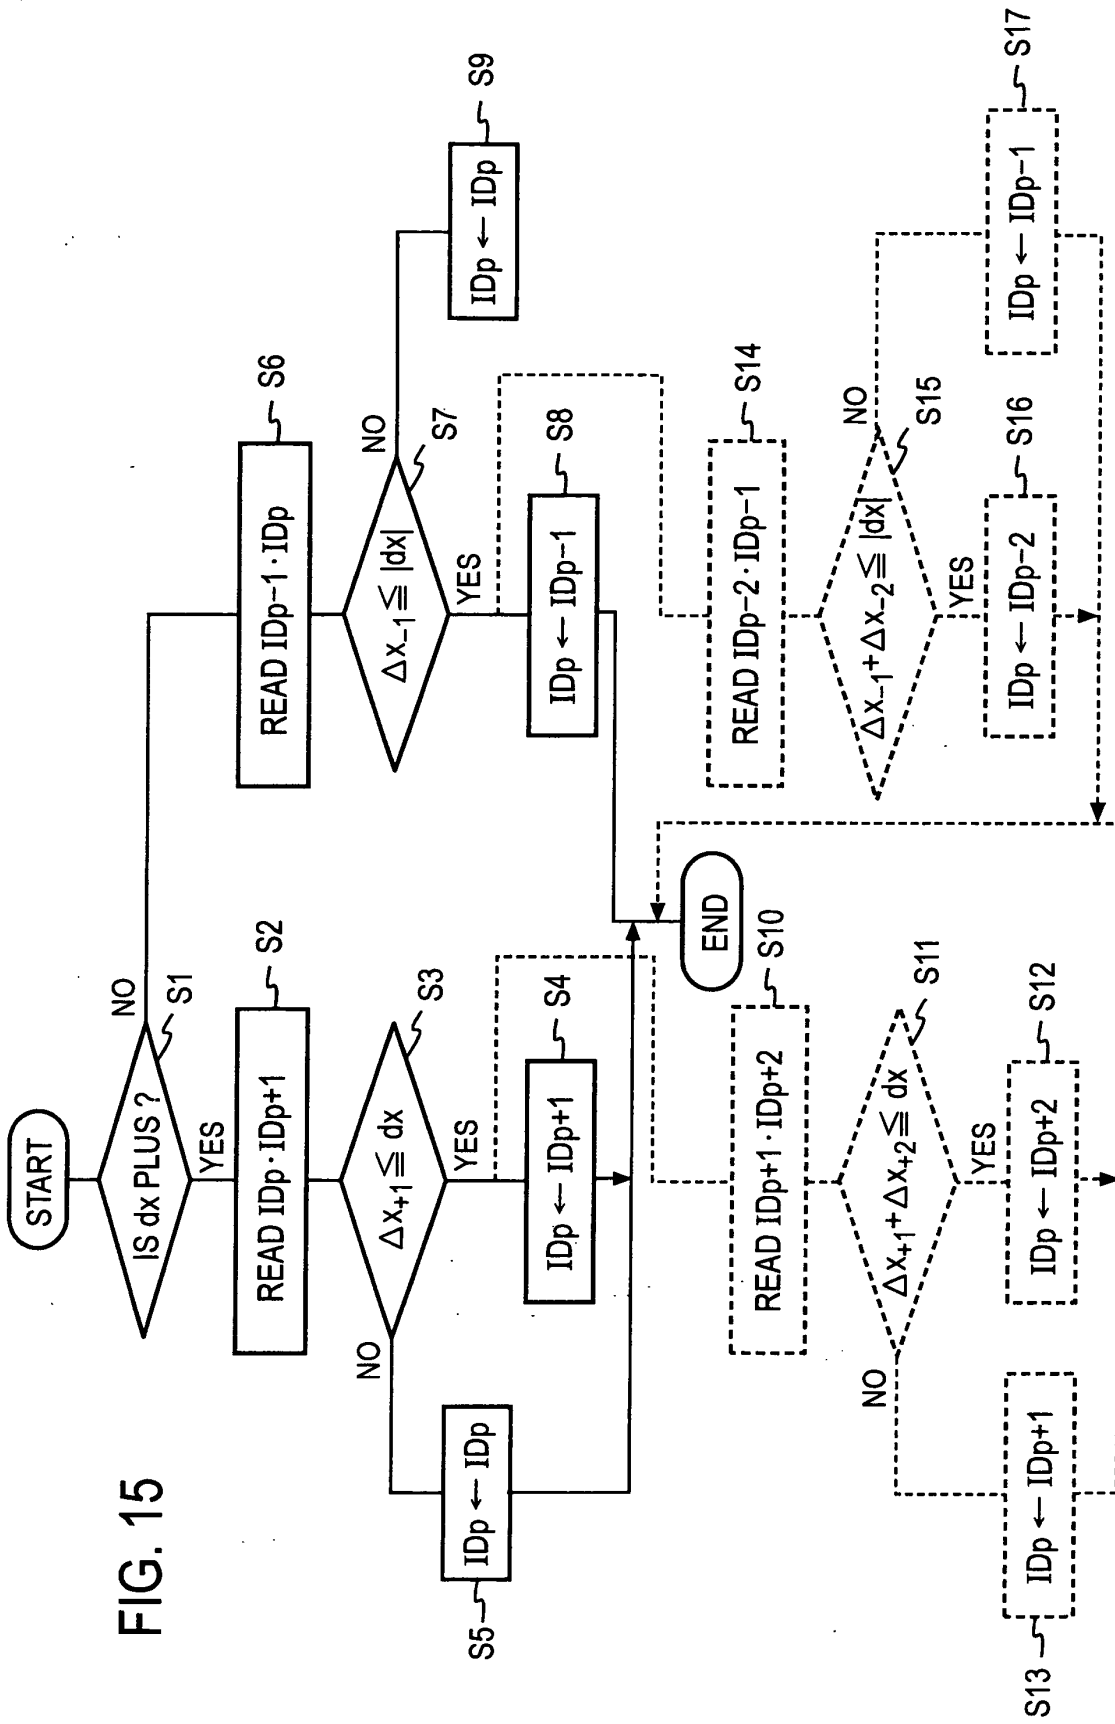 FIG. 15
START
IS dx PLUS ?
S1
NO
YES
READ IDp · IDp+1
S2
READ IDp−1 · IDp
S6
Δx+1 ≦ dx
S3
NO
YES
Δx−1 ≦ |dx|
S7
NO
YES
IDp ← IDp
S5
IDp ← IDp+1
S4
IDp ← IDp−1
S8
IDp ← IDp
S9
END
READ IDp+1 · IDp+2
S10
READ IDp−2 · IDp−1
S14
Δx+1+Δx+2 ≦ dx
S11
NO
YES
Δx−1+Δx−2 ≦ |dx|
S15
NO
YES
IDp ← IDp+1
S13
IDp ← IDp+2
S12
IDp ← IDp−2
S16
IDp ← IDp−1
S17